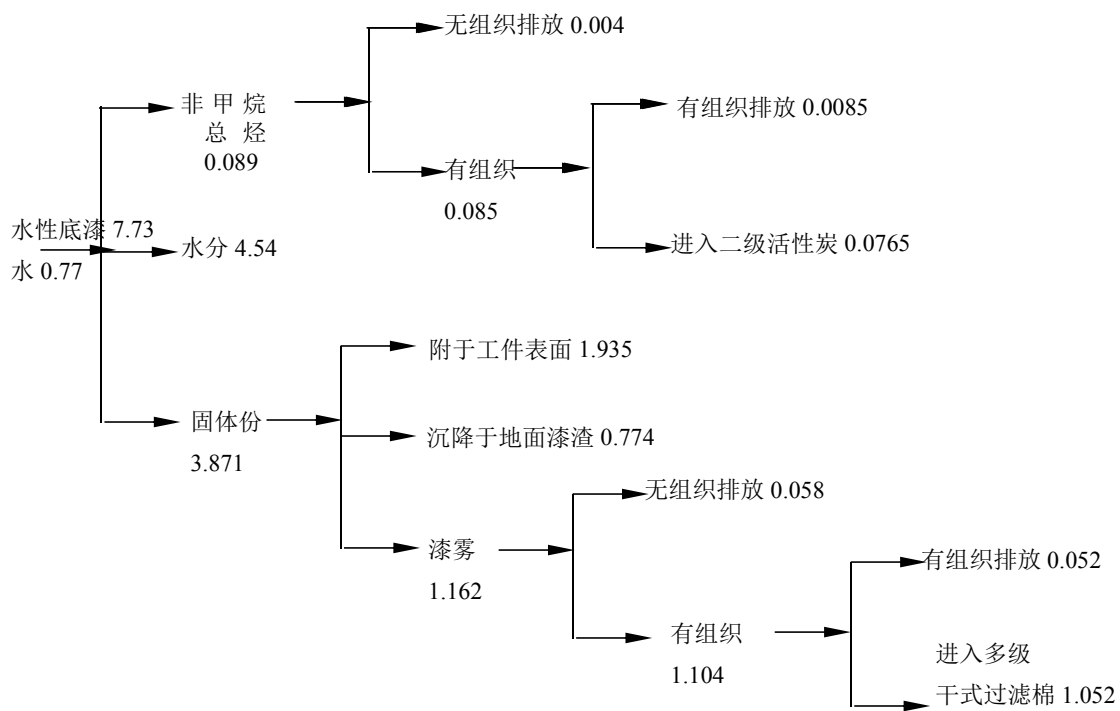 无组织排放 0.004
非甲烷
总烃
0.089
有组织排放 0.0085
有组织
0.085
水性底漆 7.73
水 0.77
水分 4.54
进入二级活性炭 0.0765
附于工件表面 1.935
固体份
3.871
沉降于地面漆渣 0.774
无组织排放 0.058
漆雾
1.162
有组织排放 0.052
有组织
1.104
进入多级
干式过滤棉 1.052